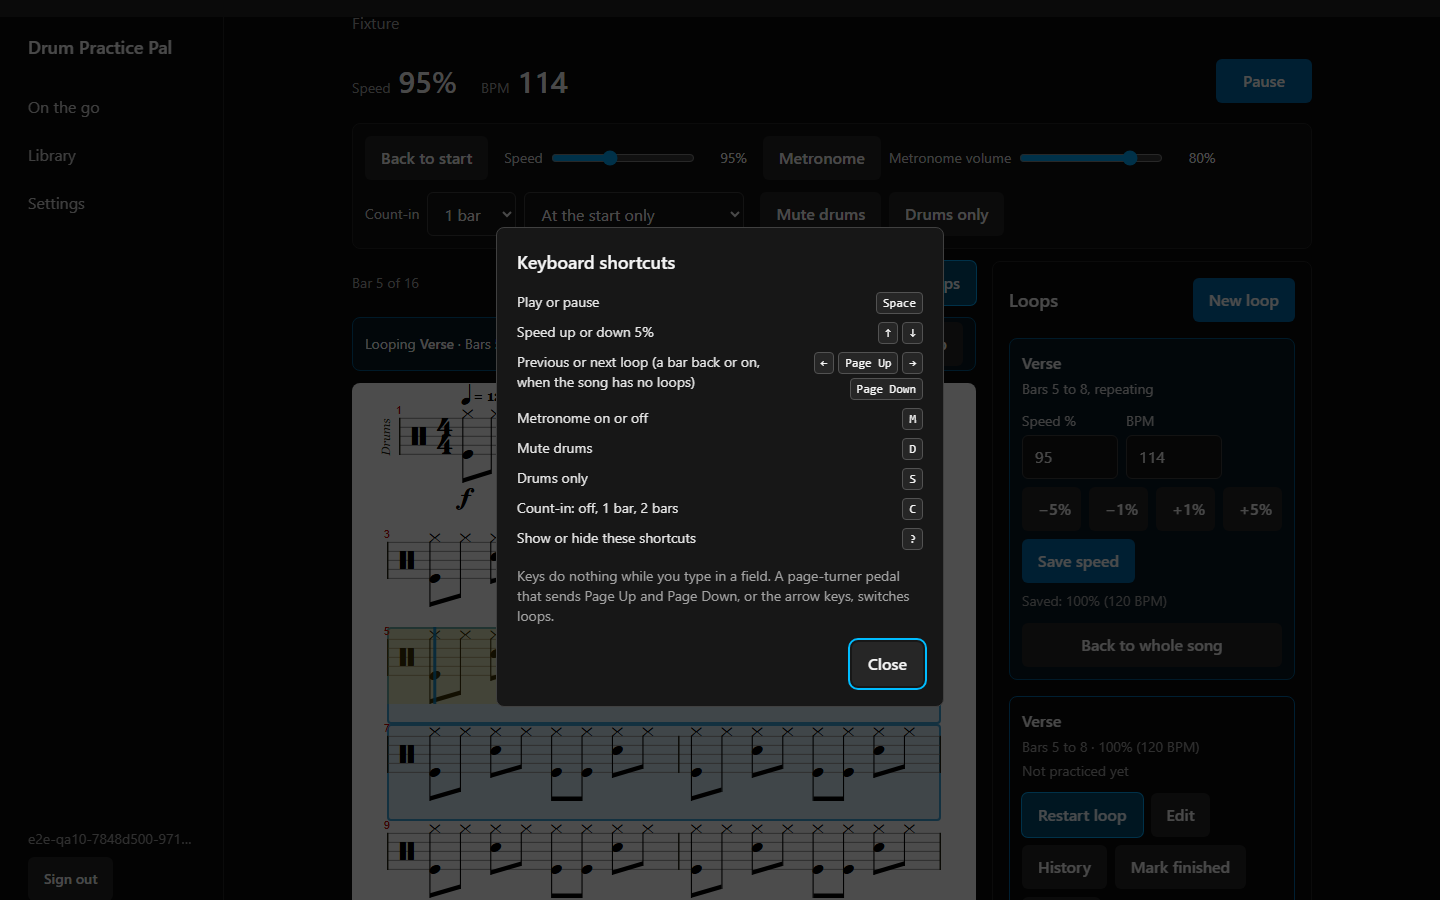 Drum Practice Pal
On the go
Library
Settings
e2e-qa10-7848d500-971...
Sign out
Fixture
Speed 95% BPM 114
Pause
Back to start Speed 95% Metronome Metronome volume 80%
Count-in 1 bar At the start only Mute drums Drums only
Bar 5 of 16
Looping Verse · Bars
1
Drums
4
4
f
3
5
7
9
Keyboard shortcuts
Play or pause Space
Speed up or down 5% ↑ ↓
Previous or next loop (a bar back or on, ← Page Up →
when the song has no loops) Page Down
Metronome on or off M
Mute drums D
Drums only S
Count-in: off, 1 bar, 2 bars C
Show or hide these shortcuts ?
Keys do nothing while you type in a field. A page-turner pedal
that sends Page Up and Page Down, or the arrow keys, switches
loops.
Close
Loops New loop
Verse
Bars 5 to 8, repeating
Speed % BPM
95 114
−5% −1% +1% +5%
Save speed
Saved: 100% (120 BPM)
Back to whole song
Verse
Bars 5 to 8 · 100% (120 BPM)
Not practiced yet
Restart loop Edit
History Mark finished